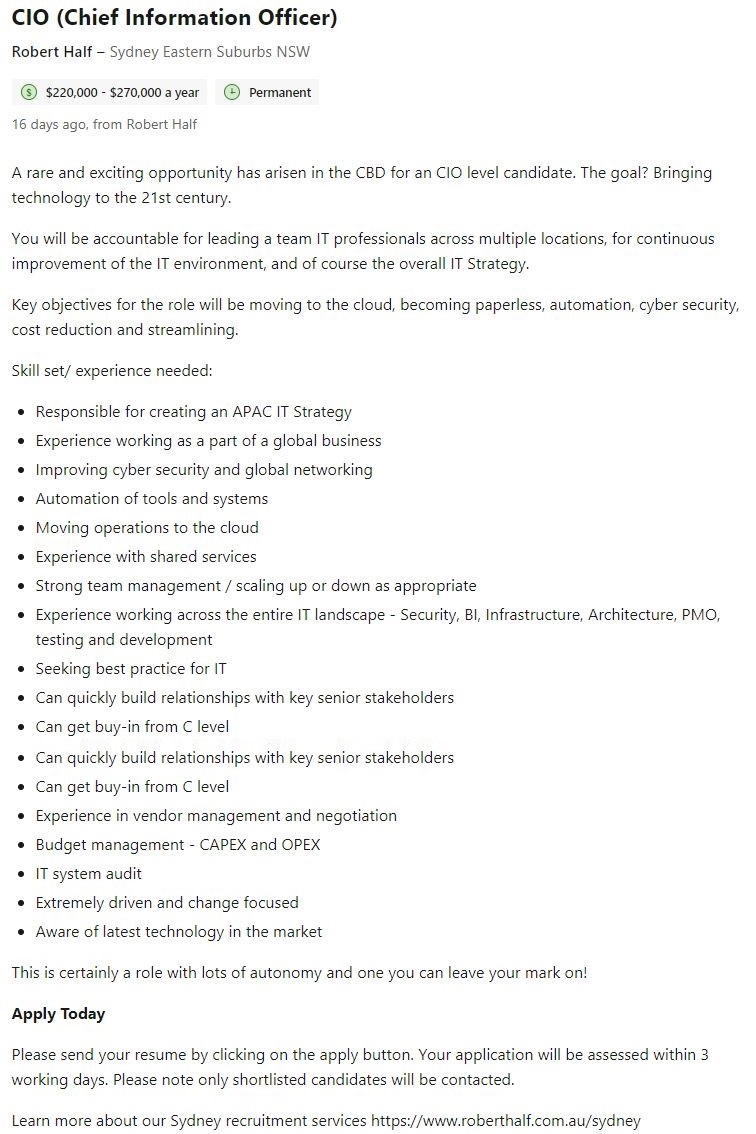 CIO (Chief Information Officer)
Robert Half – Sydney Eastern Suburbs NSW
$220,000 - $270,000 a year
Permanent
16 days ago, from Robert Half
A rare and exciting opportunity has arisen in the CBD for an CIO level candidate. The goal? Bringing
technology to the 21st century.
You will be accountable for leading a team IT professionals across multiple locations, for continuous
improvement of the IT environment, and of course the overall IT Strategy.
Key objectives for the role will be moving to the cloud, becoming paperless, automation, cyber security,
cost reduction and streamlining.
Skill set/ experience needed:
• Responsible for creating an APAC IT Strategy
• Experience working as a part of a global business
• Improving cyber security and global networking
• Automation of tools and systems
• Moving operations to the cloud
• Experience with shared services
• Strong team management / scaling up or down as appropriate
• Experience working across the entire IT landscape - Security, BI, Infrastructure, Architecture, PMO,
testing and development
• Seeking best practice for IT
• Can quickly build relationships with key senior stakeholders
• Can get buy-in from C level
• Can quickly build relationships with key senior stakeholders
• Can get buy-in from C level
• Experience in vendor management and negotiation
• Budget management - CAPEX and OPEX
• IT system audit
• Extremely driven and change focused
• Aware of latest technology in the market
This is certainly a role with lots of autonomy and one you can leave your mark on!
Apply Today
Please send your resume by clicking on the apply button. Your application will be assessed within 3
working days. Please note only shortlisted candidates will be contacted.
Learn more about our Sydney recruitment services https://www.roberthalf.com.au/sydney